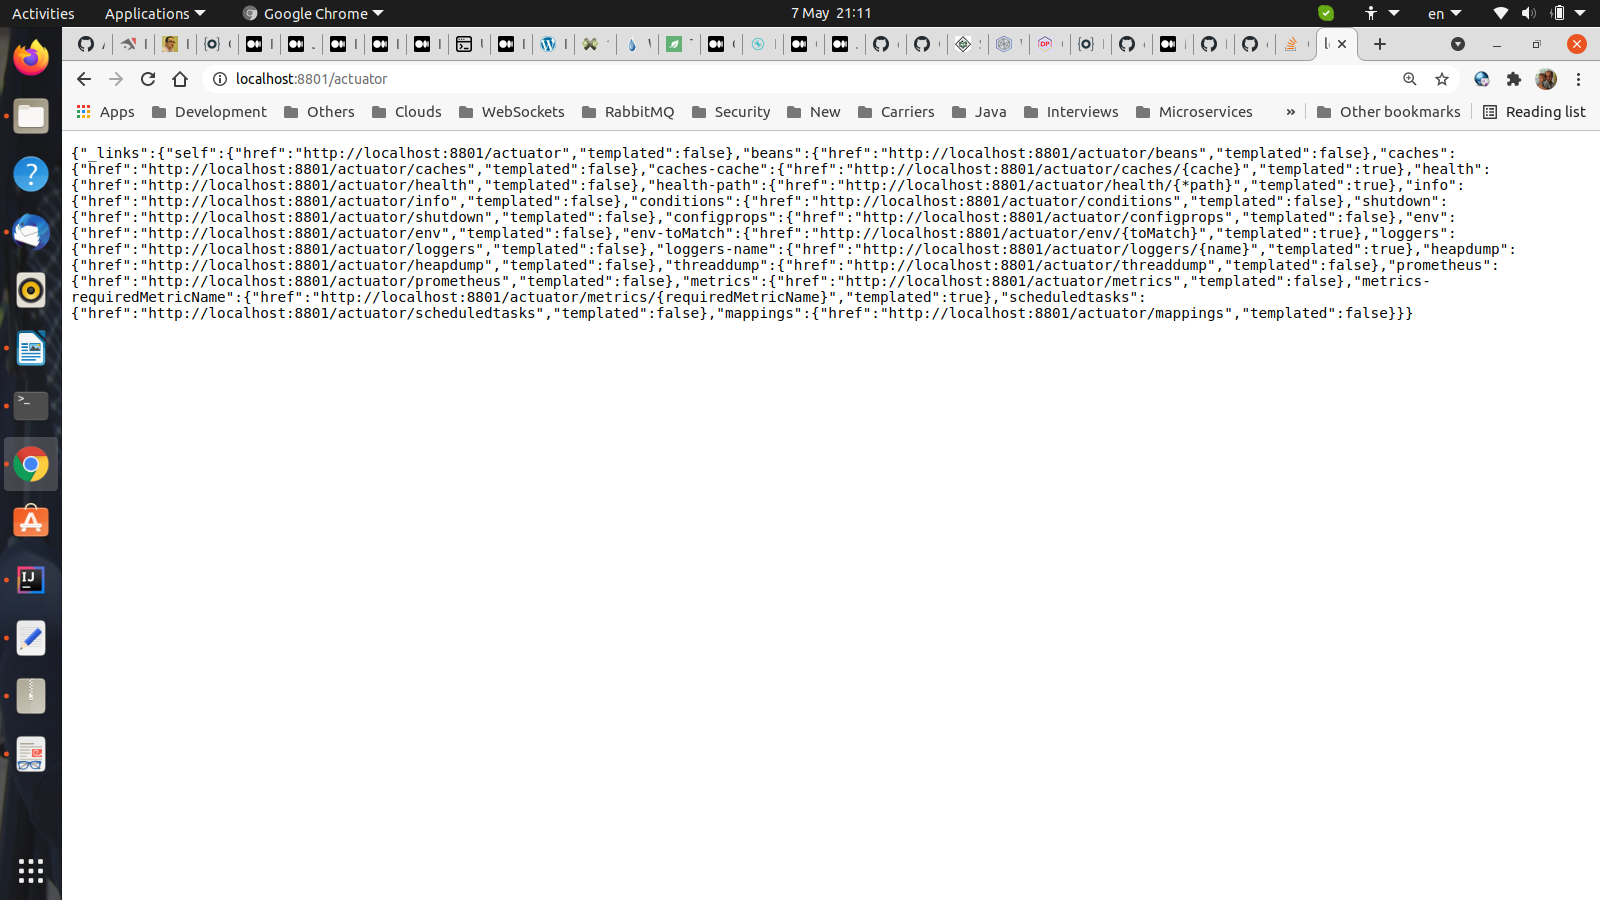 Activities Applications Google Chrome 7 May 21:11 en
localhost:8801/actuator
Apps Development Others Clouds WebSockets RabbitMQ Security New Carriers Java Interviews Microservices » Other bookmarks Reading list
{"_links":{"self":{"href":"http://localhost:8801/actuator","templated":false},"beans":{"href":"http://localhost:8801/actuator/beans","templated":false},"caches":
{"href":"http://localhost:8801/actuator/caches","templated":false},"caches-cache":{"href":"http://localhost:8801/actuator/caches/{cache}","templated":true},"health":
{"href":"http://localhost:8801/actuator/health","templated":false},"health-path":{"href":"http://localhost:8801/actuator/health/{*path}","templated":true},"info":
{"href":"http://localhost:8801/actuator/info","templated":false},"conditions":{"href":"http://localhost:8801/actuator/conditions","templated":false},"shutdown":
{"href":"http://localhost:8801/actuator/shutdown","templated":false},"configprops":{"href":"http://localhost:8801/actuator/configprops","templated":false},"env":
{"href":"http://localhost:8801/actuator/env","templated":false},"env-toMatch":{"href":"http://localhost:8801/actuator/env/{toMatch}","templated":true},"loggers":
{"href":"http://localhost:8801/actuator/loggers","templated":false},"loggers-name":{"href":"http://localhost:8801/actuator/loggers/{name}","templated":true},"heapdump":
{"href":"http://localhost:8801/actuator/heapdump","templated":false},"threaddump":{"href":"http://localhost:8801/actuator/threaddump","templated":false},"prometheus":
{"href":"http://localhost:8801/actuator/prometheus","templated":false},"metrics":{"href":"http://localhost:8801/actuator/metrics","templated":false},"metrics-
requiredMetricName":{"href":"http://localhost:8801/actuator/metrics/{requiredMetricName}","templated":true},"scheduledtasks":
{"href":"http://localhost:8801/actuator/scheduledtasks","templated":false},"mappings":{"href":"http://localhost:8801/actuator/mappings","templated":false}}}